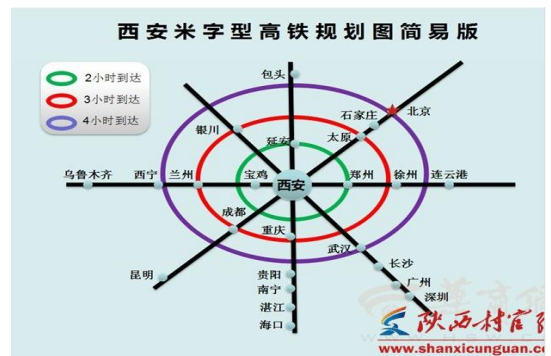 西安米字型高铁规划图简易版
2小时到达
3小时到达
4小时到达
包头
北京
石家庄
太原
银川
延安
乌鲁木齐
西宁
兰州
宝鸡
西安
郑州
徐州
连云港
成都
重庆
武汉
昆明
贵阳
南宁
湛江
海口
长沙
广州
深圳
陕西村官
www.shanxicunguan.c